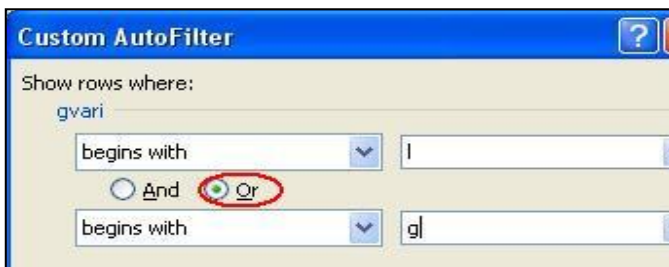 Custom AutoFilter ?
Show rows where:
gvari
begins with l
And Or
begins with g